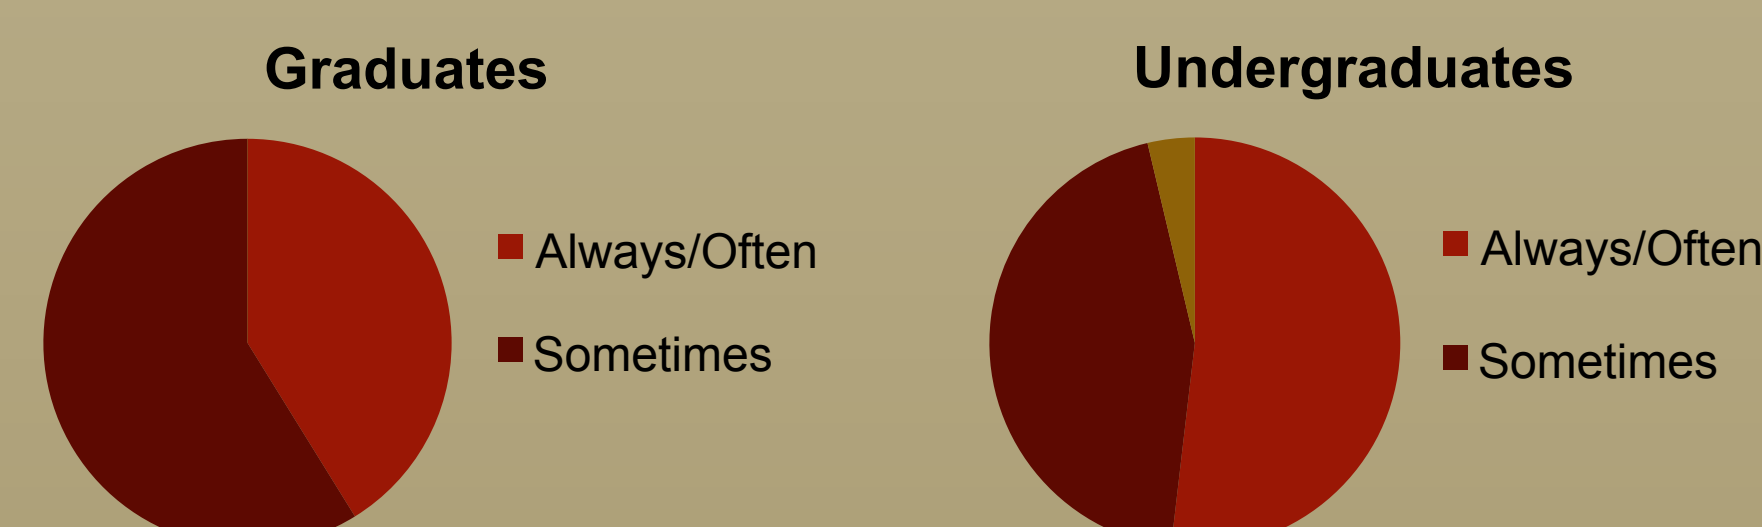 Graduates
Always/Often
Sometimes
Undergraduates
Always/Often
Sometimes